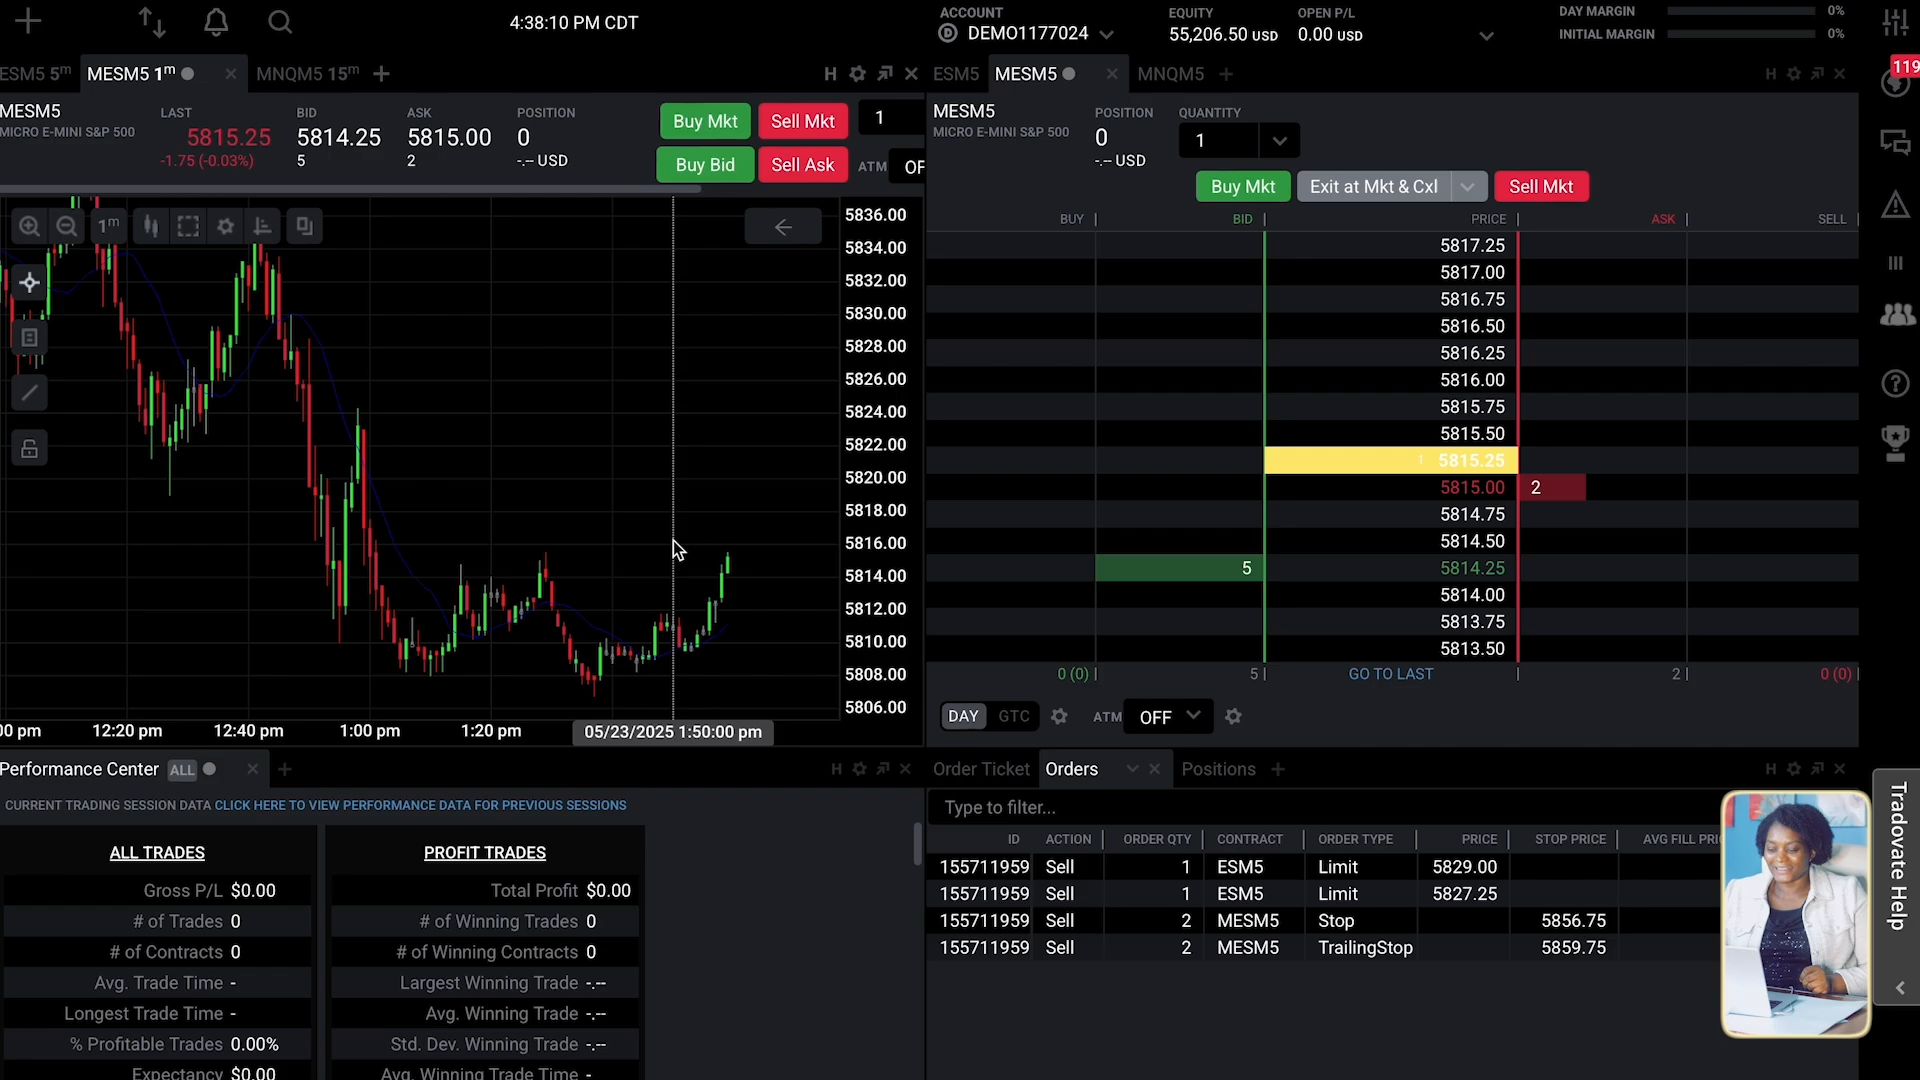 4:38:10 PM CDT
ACCOUNT
DEMO1177024
EQUITY
55,206.50 USD
OPEN P/L
0.00 USD
DAY MARGIN 0%
INITIAL MARGIN 0%
119
ESM5 5m
MESM5 1m
MNQM5 15m
H
MESM5
MICRO E-MINI S&P 500
LAST
5815.25
-1.75 (-0.03%)
BID
5814.25
5
ASK
5815.00
2
POSITION
0
-.-- USD
Buy Mkt
Sell Mkt
1
Buy Bid
Sell Ask
ATM
OF
1m
5836.00
5834.00
5832.00
5830.00
5828.00
5826.00
5824.00
5822.00
5820.00
5818.00
5816.00
5814.00
5812.00
5810.00
5808.00
5806.00
00 pm
12:20 pm
12:40 pm
1:00 pm
1:20 pm
05/23/2025 1:50:00 pm
ESM5
MESM5
MNQM5
H
MESM5
MICRO E-MINI S&P 500
POSITION
0
-.-- USD
QUANTITY
1
Buy Mkt
Exit at Mkt & Cxl
Sell Mkt
BUY BID PRICE ASK SELL
5817.25
5817.00
5816.75
5816.50
5816.25
5816.00
5815.75
5815.50
1 5815.25
5815.00 2
5814.75
5814.50
5 5814.25
5814.00
5813.75
5813.50
0 (0) 5 GO TO LAST 2 0 (0)
DAY GTC ATM OFF
Performance Center ALL
H
CURRENT TRADING SESSION DATA CLICK HERE TO VIEW PERFORMANCE DATA FOR PREVIOUS SESSIONS
ALL TRADES
Gross P/L $0.00
# of Trades 0
# of Contracts 0
Avg. Trade Time -
Longest Trade Time -
% Profitable Trades 0.00%
Expectancy $0.00
PROFIT TRADES
Total Profit $0.00
# of Winning Trades 0
# of Winning Contracts 0
Largest Winning Trade -.--
Avg. Winning Trade -.--
Std. Dev. Winning Trade -.--
Avg. Winning Trade Time -
Order Ticket
Orders
Positions
H
Type to filter...
ID ACTION ORDER QTY CONTRACT ORDER TYPE PRICE STOP PRICE AVG FILL PRIC
155711959 Sell 1 ESM5 Limit 5829.00
155711959 Sell 1 ESM5 Limit 5827.25
155711959 Sell 2 MESM5 Stop 5856.75
155711959 Sell 2 MESM5 TrailingStop 5859.75
Tradovate Help